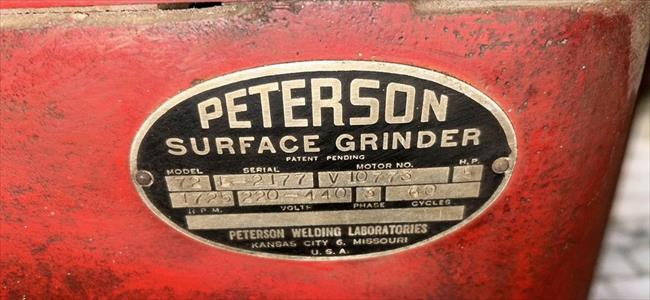 PETERSON
SURFACE GRINDER
PATENT PENDING
MODEL SERIAL MOTOR NO. H.P.
72 2177 V 10773
1725 220-440 3 60
R.P.M. VOLTS PHASE CYCLES
PETERSON WELDING LABORATORIES
KANSAS CITY 6, MISSOURI
U.S.A.